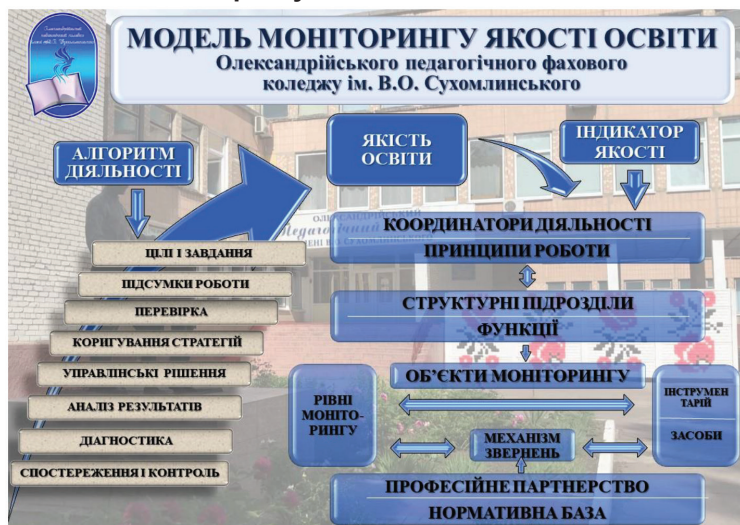 МОДЕЛЬ МОНІТОРИНГУ ЯКОСТІ ОСВІТИ
Олександрійського педагогічного фахового
коледжу ім. В.О. Сухомлинського
АЛГОРИТМ
ДІЯЛЬНОСТІ
ЯКІСТЬ
ОСВІТИ
ІНДИКАТОР
ЯКОСТІ
ОЛЕКСАНДРІЙСЬКИЙ
Педагогічний
ЦІЛІ І ЗАВДАННЯ
ПІДСУМКИ РОБОТИ
ПЕРЕВІРКА
КОРИГУВАННЯ СТРАТЕГІЙ
УПРАВЛІНСЬКІ РІШЕННЯ
АНАЛІЗ РЕЗУЛЬТАТІВ
ДІАГНОСТИКА
СПОСТЕРЕЖЕННЯ І КОНТРОЛЬ
КООРДИНАТОРИ ДІЯЛЬНОСТІ
ПРИНЦИПИ РОБОТИ
СТРУКТУРНІ ПІДРОЗДІЛИ
ФУНКЦІЇ
ОБ’ЄКТИ МОНІТОРИНГУ
РІВНІ
МОНІТО-
РИНГУ
ІНСТРУМЕН
ТАРІЙ
ЗАСОБИ
МЕХАНІЗМ
ЗВЕРНЕНЬ
ПРОФЕСІЙНЕ ПАРТНЕРСТВО
НОРМАТИВНА БАЗА